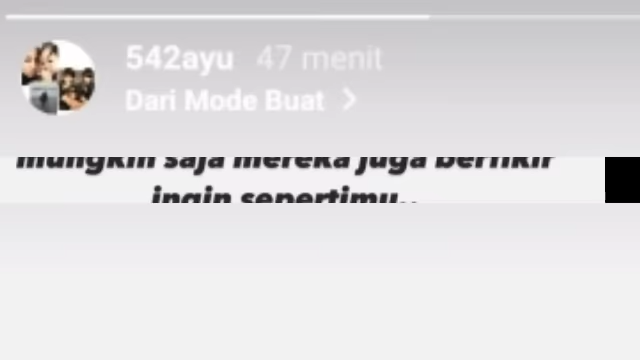 542ayu 47 menit
Dari Mode Buat
mungkin saja mereka juga berfikir
ingin sepertimu..